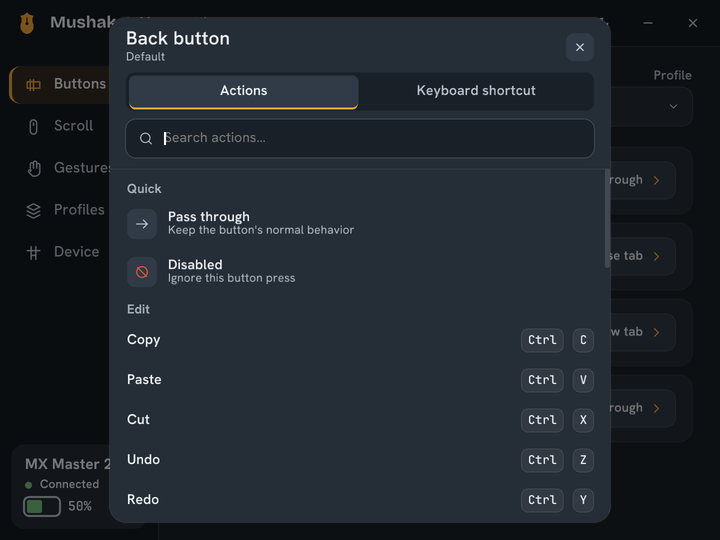 Mushak
Back button
Default
Actions
Keyboard shortcut
Search actions...
Quick
Pass through
Keep the button's normal behavior
Disabled
Ignore this button press
Edit
Copy
Ctrl C
Paste
Ctrl V
Cut
Ctrl X
Undo
Ctrl Z
Redo
Ctrl Y
Buttons
Scroll
Gestures
Profiles
Device
MX Master 2
Connected
50%
Profile
rough
se tab
w tab
rough